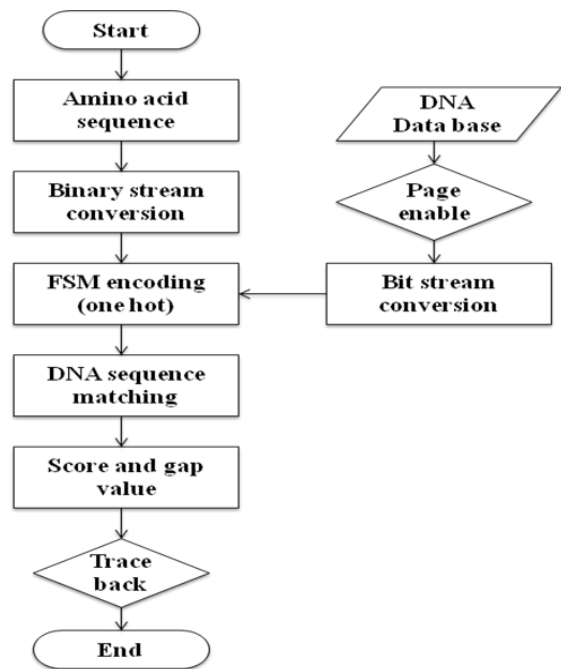 Start
Amino acid
sequence
Binary stream
conversion
FSM encoding
(one hot)
DNA sequence
matching
Score and gap
value
Trace
back
End
DNA
Data base
Page
enable
Bit stream
conversion